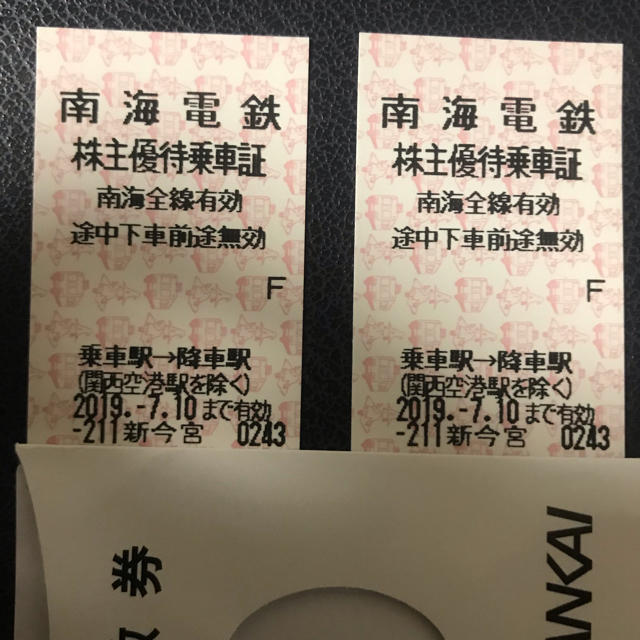 南海電鉄
株主優待乗車証
南海全線有効
途中下車前途無効
F
乗車駅→降車駅
(関西空港駅を除く)
2019.-7.10まで有効
-211新今宮 0243
南海電鉄
株主優待乗車証
南海全線有効
途中下車前途無効
F
乗車駅→降車駅
(関西空港駅を除く)
2019.-7.10まで有効
-211新今宮 0243
券
ANKAI